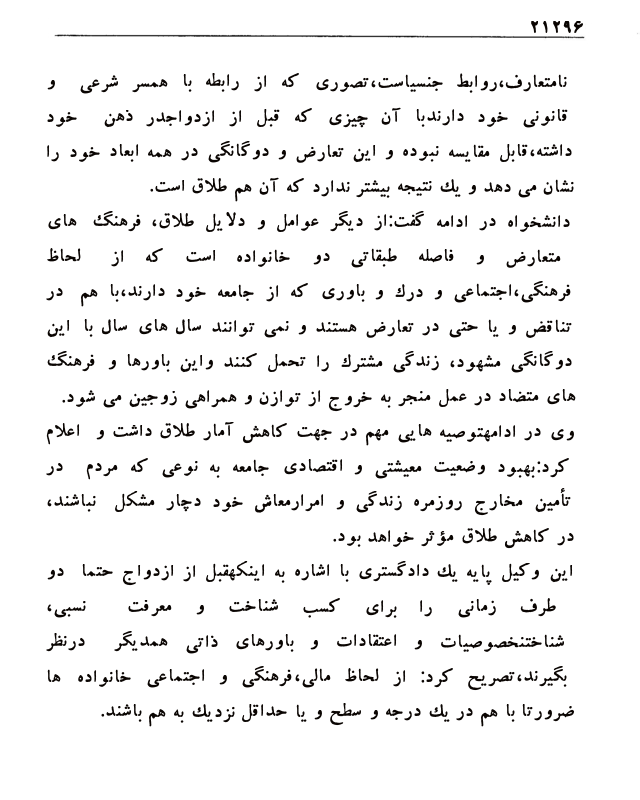 ۲۱۲۹۶
نامتعارف،روابط جنسیاست،تصوری که از رابطه با همسر شرعی و
قانونی خود دارندبا آن چیزی که قبل از ازدواجدر ذهن خود
داشته،قابل مقایسه نبوده و این تعارض و دوگانگی در همه ابعاد خود را
نشان می دهد و یك نتیجه بیشتر ندارد که آن هم طلاق است.
دانشخواه در ادامه گفت:از دیگر عوامل و دلایل طلاق، فرهنگ های
متعارض و فاصله طبقاتی دو خانواده است که از لحاظ
فرهنگی،اجتماعی و درك و باوری که از جامعه خود دارند،با هم در
تناقض و یا حتی در تعارض هستند و نمی توانند سال های سال با این
دوگانگی مشهود، زندگی مشترك را تحمل کنند واین باورها و فرهنگ
های متضاد در عمل منجر به خروج از توازن و همراهی زوجین می شود.
وی در ادامهتوصیه هایی مهم در جهت کاهش آمار طلاق داشت و اعلام
کرد:بهبود وضعیت معیشتی و اقتصادی جامعه به نوعی که مردم در
تأمین مخارج روزمره زندگی و امرارمعاش خود دچار مشکل نباشند،
در کاهش طلاق مؤثر خواهد بود.
این وکیل پایه یك دادگستری با اشاره به اینکهقبل از ازدواج حتما دو
طرف زمانی را برای کسب شناخت و معرفت نسبی،
شناختنخصوصیات و اعتقادات و باورهای ذاتی همدیگر درنظر
بگیرند،تصریح کرد: از لحاظ مالی،فرهنگی و اجتماعی خانواده ها
ضرورتا با هم در یك درجه و سطح و یا حداقل نزدیك به هم باشند.